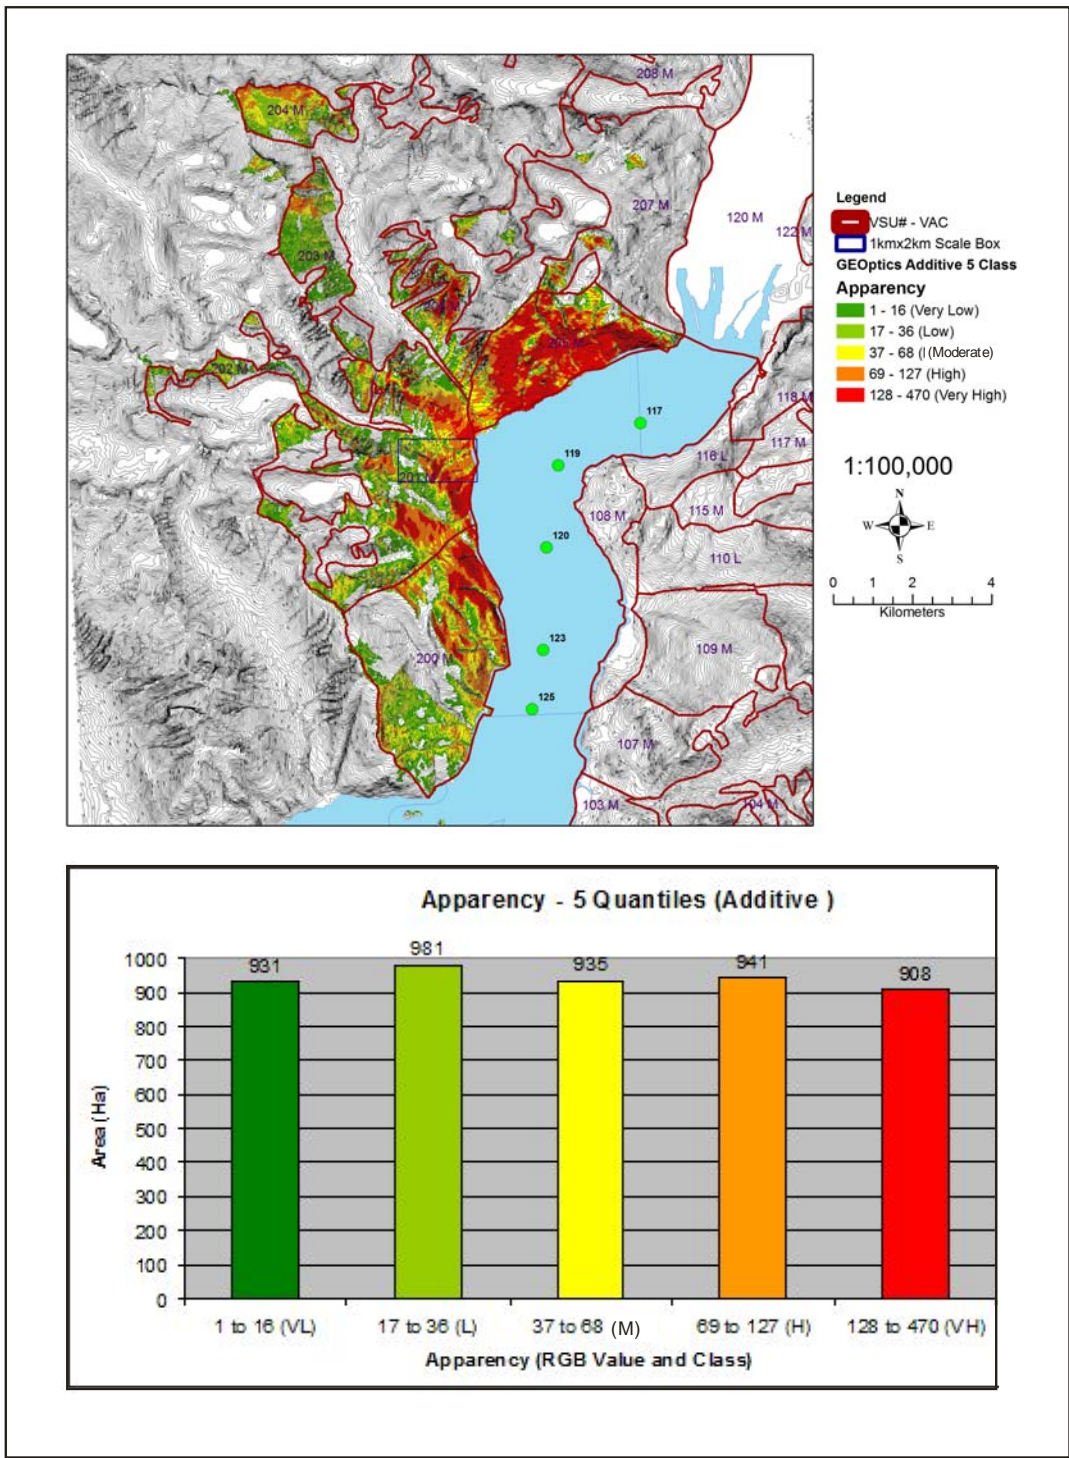 208 M
204 M
207 M
120 M
122 M
203 M
205 M
202 M
117
118 M
117 M
119
116 L
201
108 M
115 M
120
110 L
123
109 M
200 M
125
107 M
103 M
104 M
Legend
VSU# - VAC
1kmx2km Scale Box
GEOptics Additive 5 Class
Apparency
1 - 16 (Very Low)
17 - 36 (Low)
37 - 68 (Moderate)
69 - 127 (High)
128 - 470 (Very High)
1:100,000
N
W E
S
0 1 2 4
Kilometers
Apparency - 5 Quantiles (Additive )
981
1000 931 935 941 908
900
800
700
600
500
400
300
200
100
0
Area (Ha)
1 to 16 (VL) 17 to 36 (L) 37 to 68 (M) 69 to 127 (H) 128 to 470 (VH)
Apparency (RGB Value and Class)